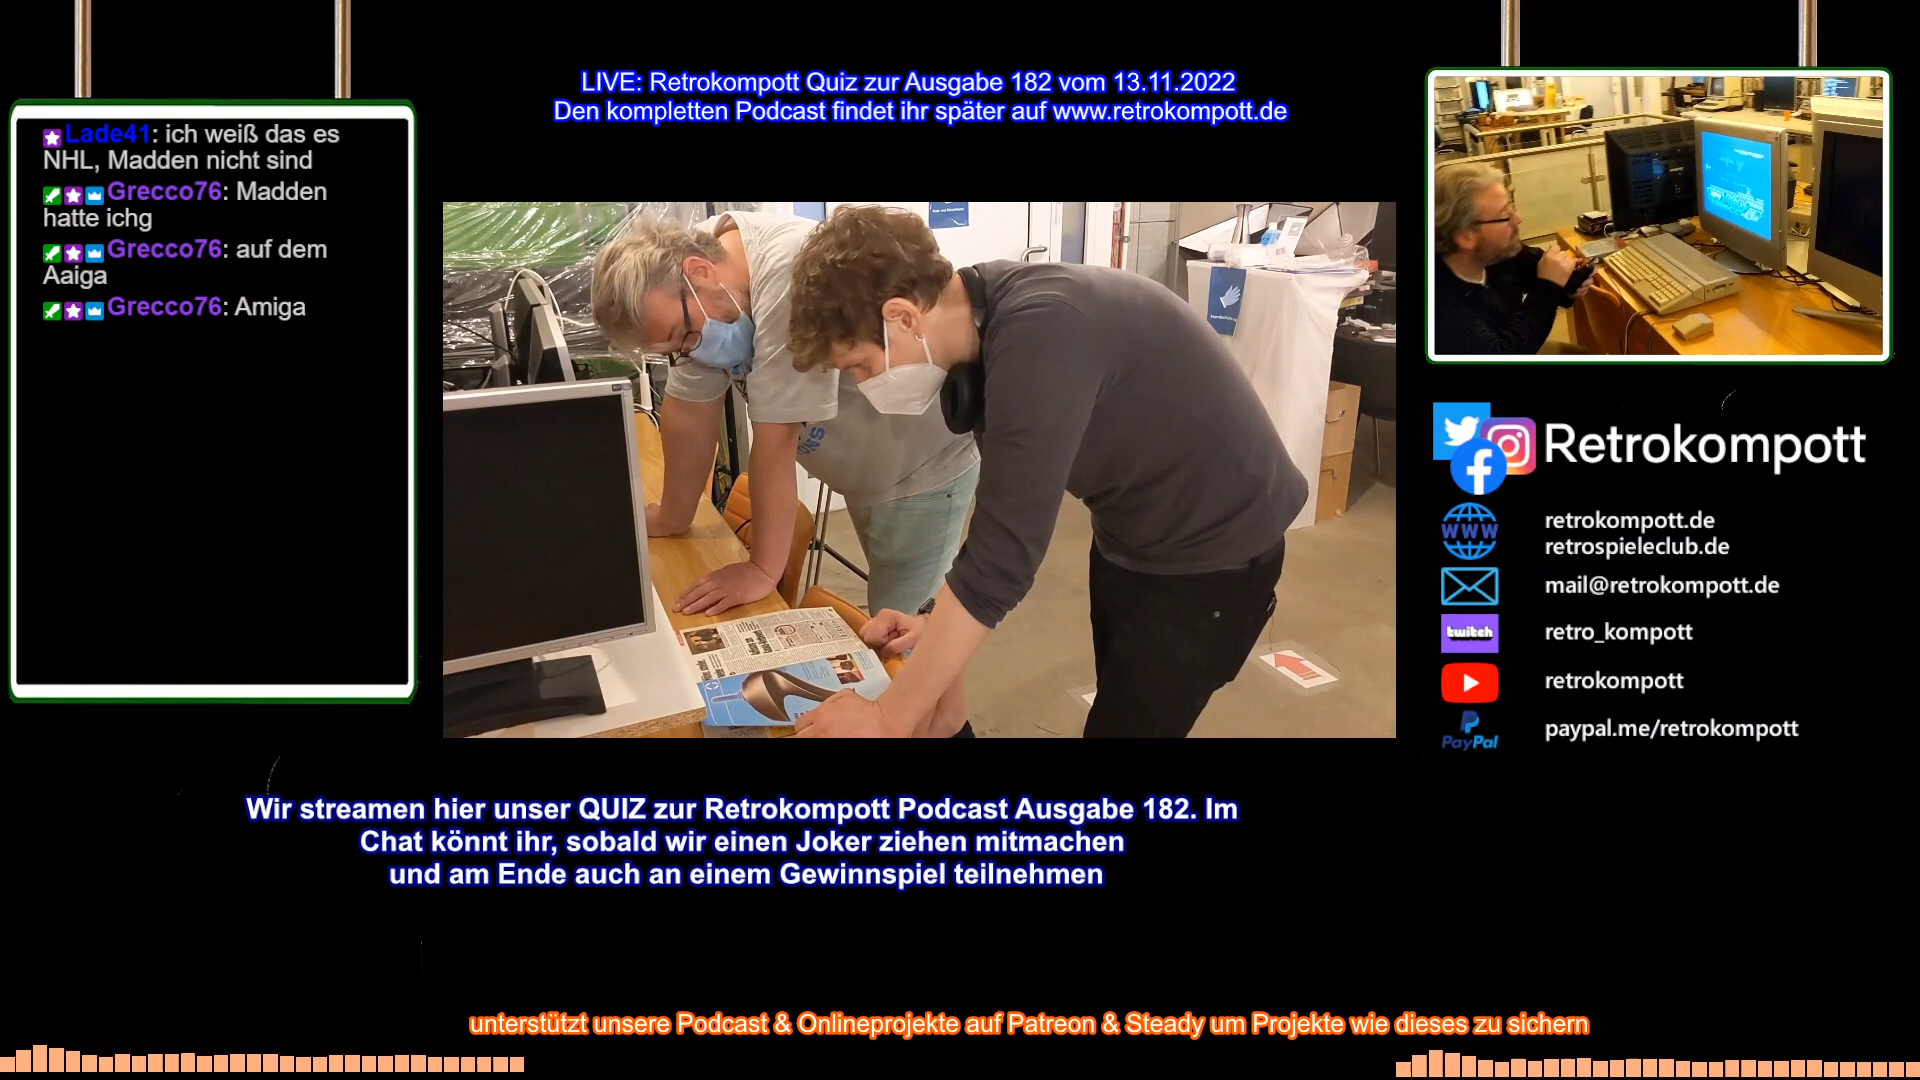 LIVE: Retrokompott Quiz zur Ausgabe 182 vom 13.11.2022
Den kompletten Podcast findet ihr später auf www.retrokompott.de
Lade41: ich weiß das es
NHL, Madden nicht sind
Grecco76: Madden
hatte ichg
Grecco76: auf dem
Aaiga
Grecco76: Amiga
Retrokompott
www
retrokompott.de
retrospieleclub.de
mail@retrokompott.de
twitch
retro_kompott
retrokompott
PayPal
paypal.me/retrokompott
Wir streamen hier unser QUIZ zur Retrokompott Podcast Ausgabe 182. Im
Chat könnt ihr, sobald wir einen Joker ziehen mitmachen
und am Ende auch an einem Gewinnspiel teilnehmen
unterstützt unsere Podcast & Onlineprojekte auf Patreon & Steady um Projekte wie dieses zu sichern